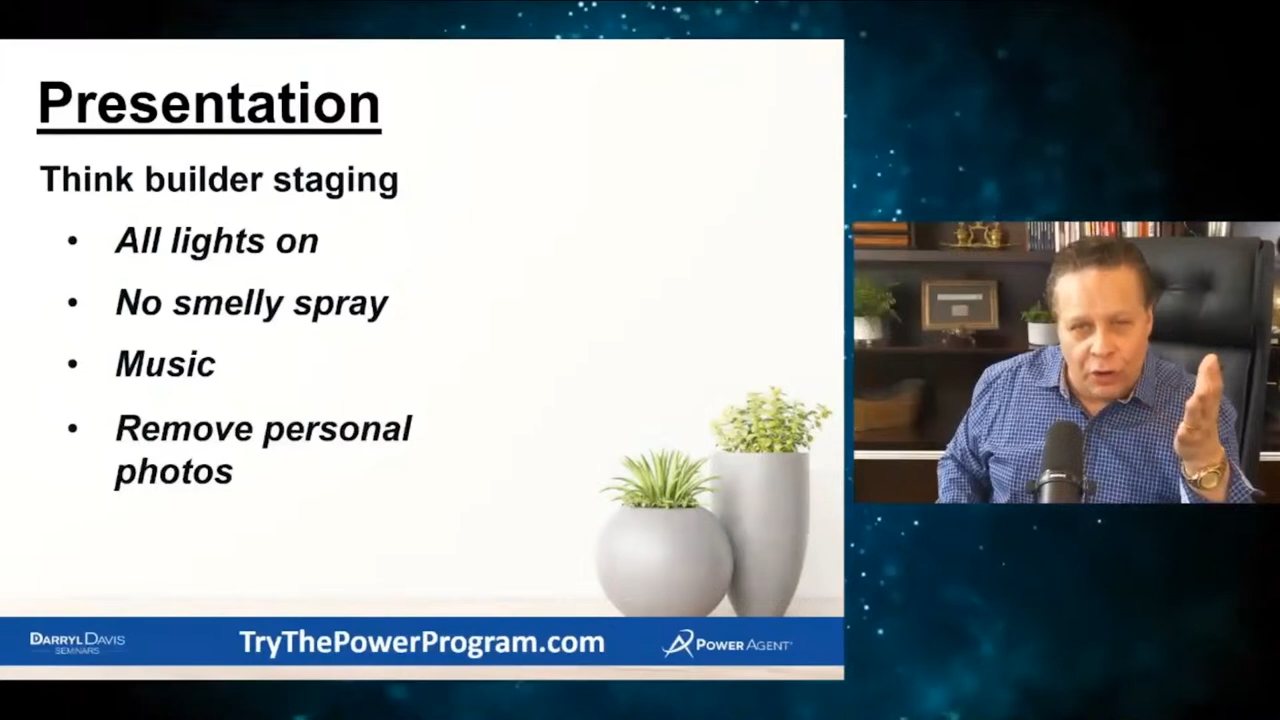 Presentation
Think builder staging
• All lights on
• No smelly spray
• Music
• Remove personal
photos
DARRYL DAVIS
SEMINARS
TryThePowerProgram.com
POWER AGENT®